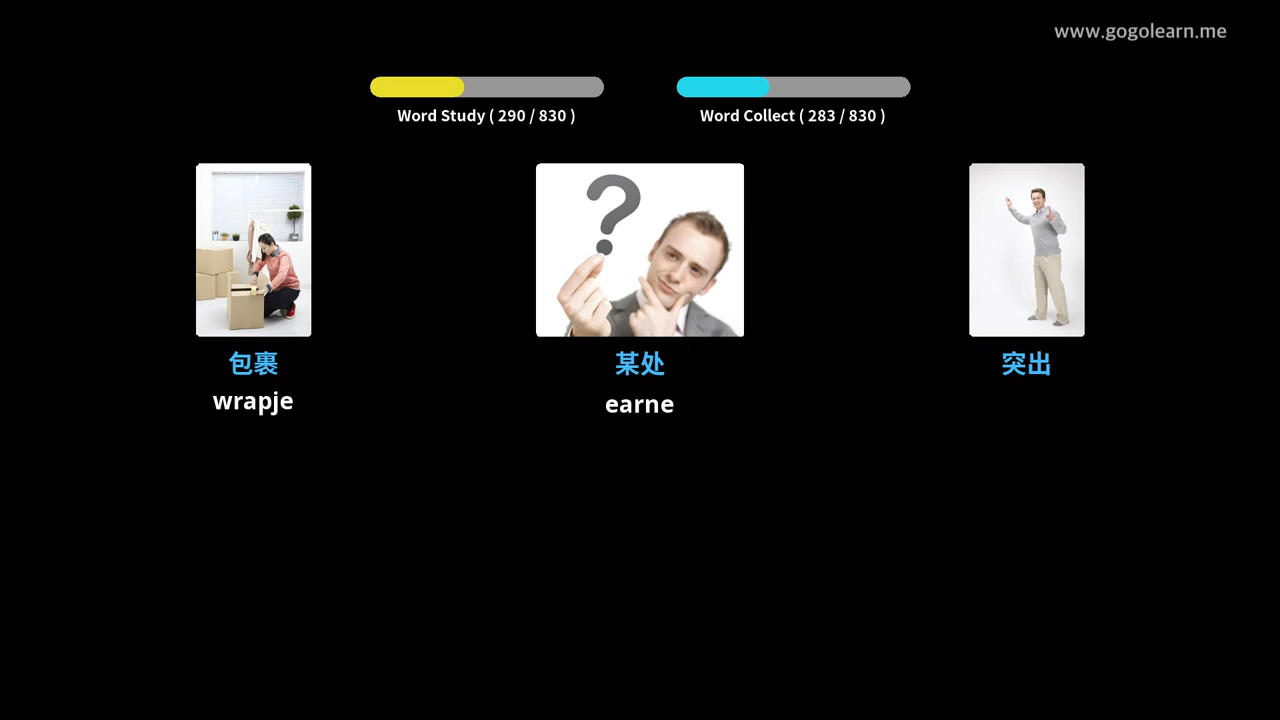 www.gogolearn.me
Word Study ( 290 / 830 )
Word Collect ( 283 / 830 )
包裹
某处
突出
wrapje
earne